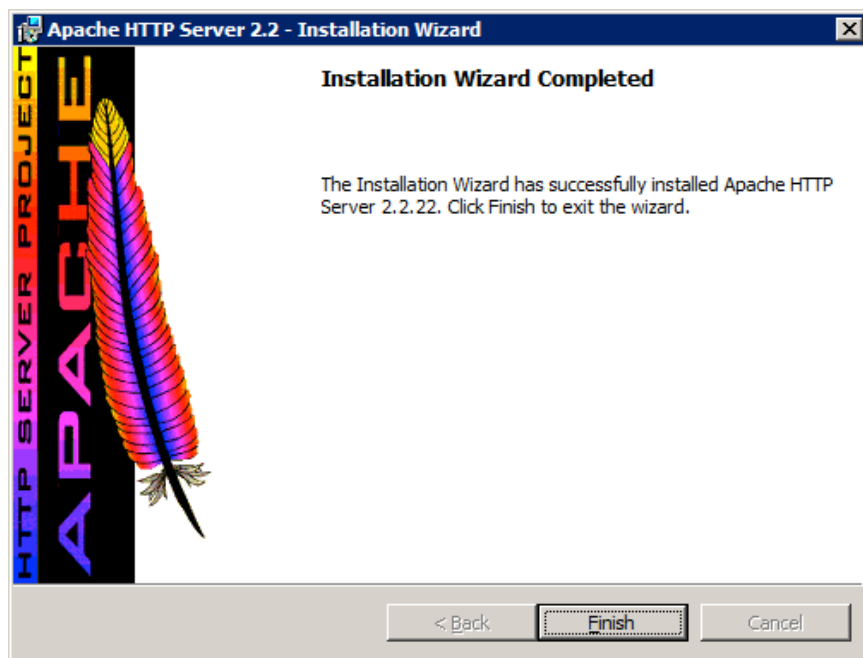 Apache HTTP Server 2.2 - Installation Wizard
HTTP SERVER PROJECT
APACHE
Installation Wizard Completed
The Installation Wizard has successfully installed Apache HTTP
Server 2.2.22. Click Finish to exit the wizard.
< Back
Finish
Cancel